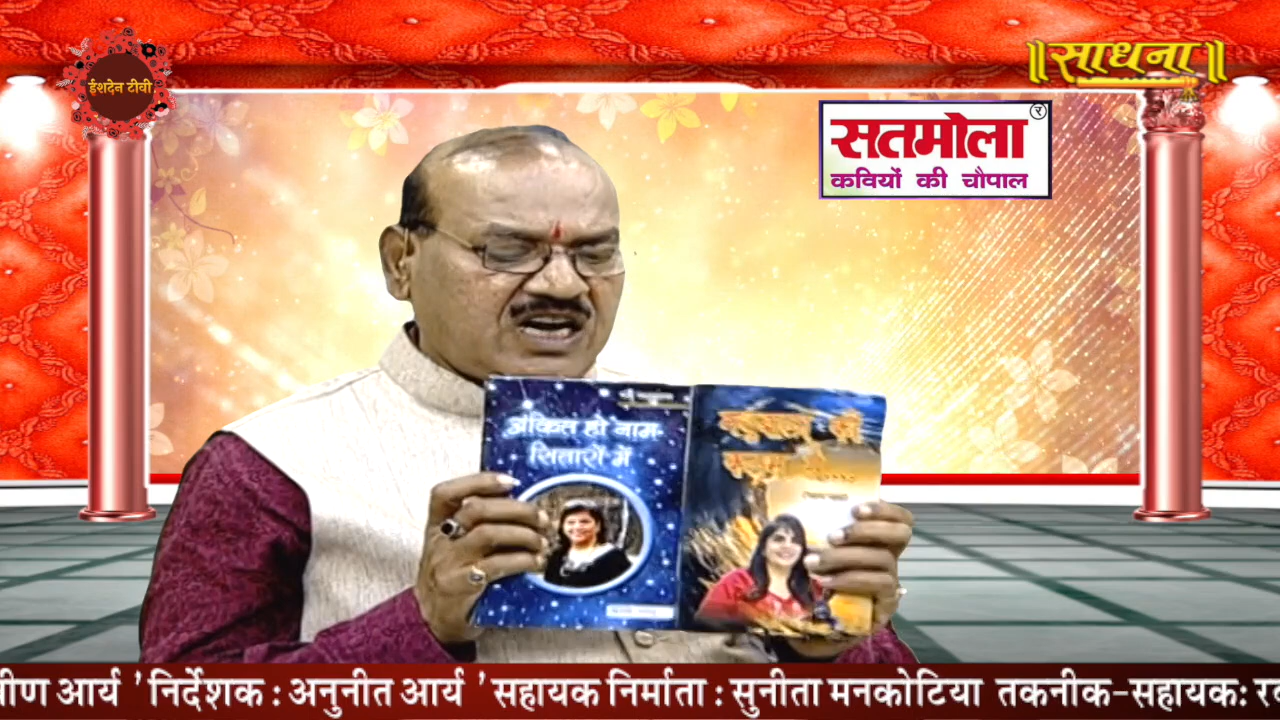 ईशदेन टीवी
॥साधना॥
सतमोला
र
कवियों की चौपाल
अंकित हो नाम
सितारों में
ीण आर्य 'निर्देशक : अनुनीत आर्य 'सहायक निर्माता : सुनीता मनकोटिया तकनीक-सहायक: र